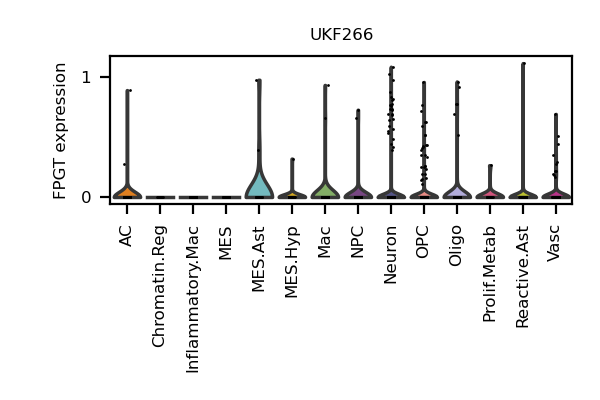 UKF266
FPGT expression
1
0
AC
Chromatin.Reg
Inflammatory.Mac
MES
MES.Ast
MES.Hyp
Mac
NPC
Neuron
OPC
Oligo
Prolif.Metab
Reactive.Ast
Vasc